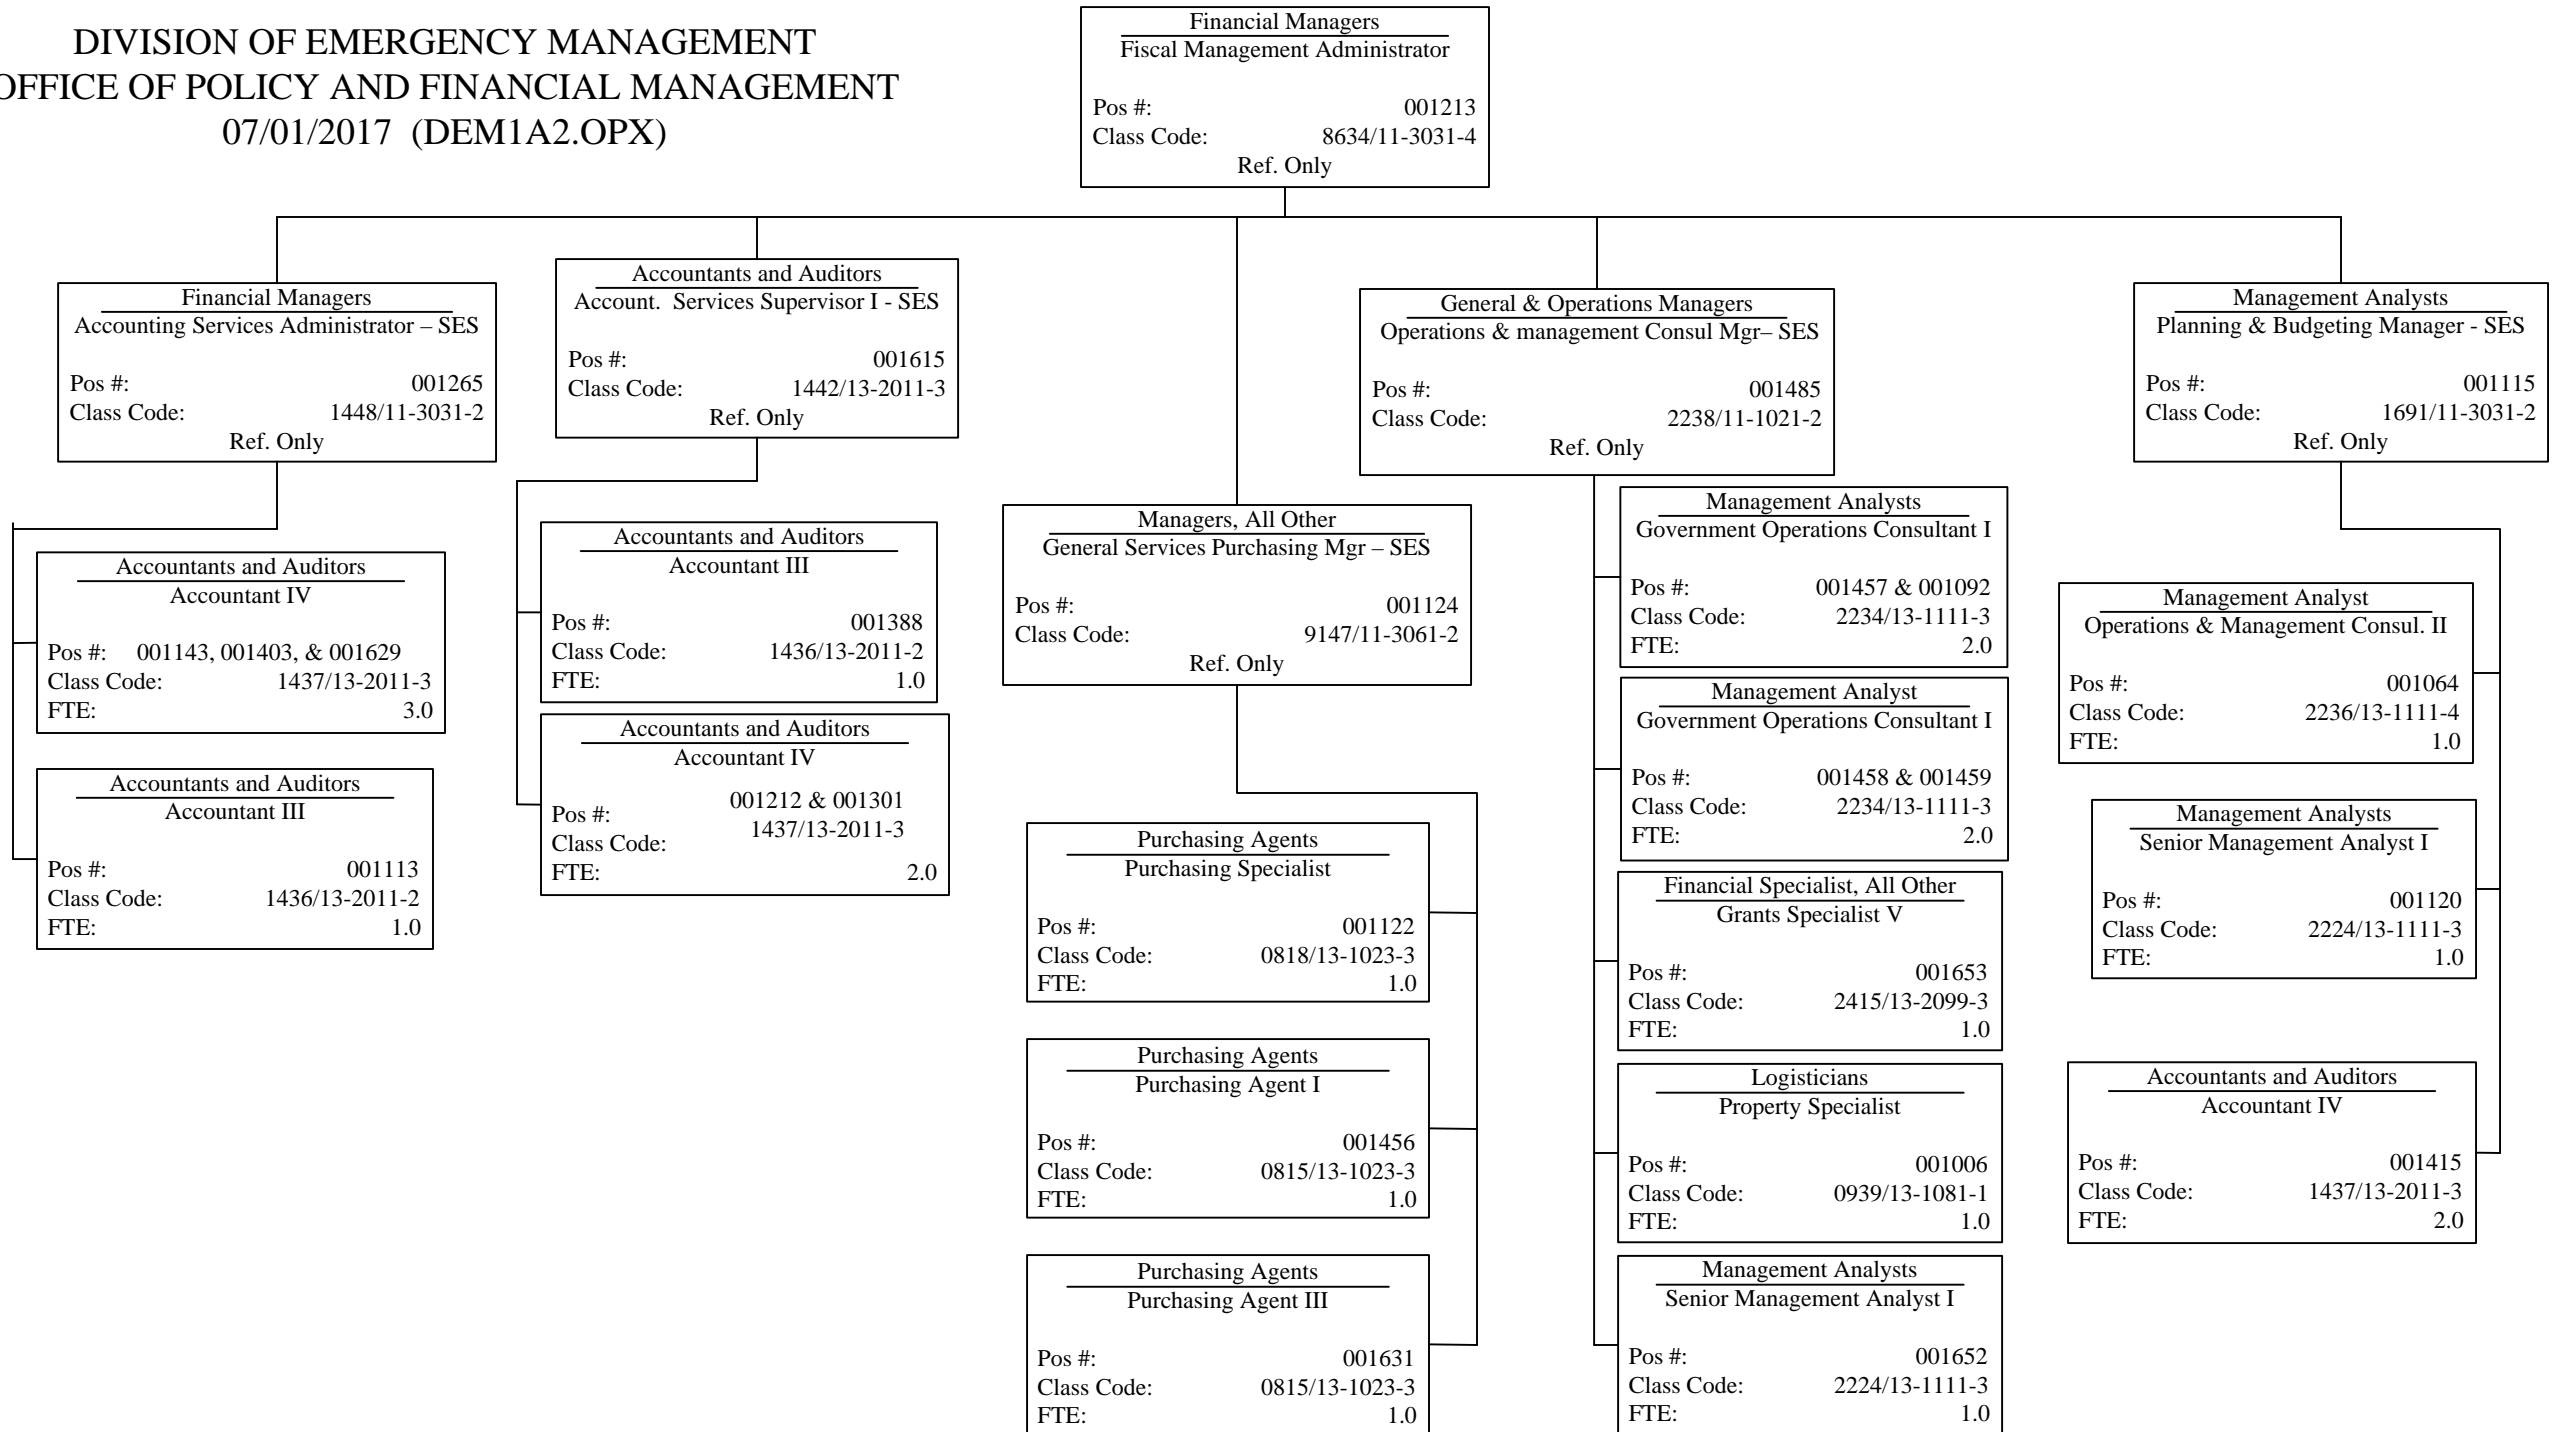 DIVISION OF EMERGENCY MANAGEMENT
OFFICE OF POLICY AND FINANCIAL MANAGEMENT
07/01/2017 (DEM1A2.OPX)
Financial Managers
Fiscal Management Administrator
Pos #: 001213
Class Code: 8634/11-3031-4
Ref. Only
Financial Managers
Accounting Services Administrator – SES
Pos #: 001265
Class Code: 1448/11-3031-2
Ref. Only
Accountants and Auditors
Accountant IV
Pos #: 001143, 001403, & 001629
Class Code: 1437/13-2011-3
FTE: 3.0
Accountants and Auditors
Accountant III
Pos #: 001113
Class Code: 1436/13-2011-2
FTE: 1.0
Accountants and Auditors
Account. Services Supervisor I - SES
Pos #: 001615
Class Code: 1442/13-2011-3
Ref. Only
Accountants and Auditors
Accountant III
Pos #: 001388
Class Code: 1436/13-2011-2
FTE: 1.0
Accountants and Auditors
Accountant IV
Pos #: 001212 & 001301
Class Code: 1437/13-2011-3
FTE: 2.0
Managers, All Other
General Services Purchasing Mgr – SES
Pos #: 001124
Class Code: 9147/11-3061-2
Ref. Only
Purchasing Agents
Purchasing Specialist
Pos #: 001122
Class Code: 0818/13-1023-3
FTE: 1.0
Purchasing Agents
Purchasing Agent I
Pos #: 001456
Class Code: 0815/13-1023-3
FTE: 1.0
Purchasing Agents
Purchasing Agent III
Pos #: 001631
Class Code: 0815/13-1023-3
FTE: 1.0
General & Operations Managers
Operations & management Consul Mgr– SES
Pos #: 001485
Class Code: 2238/11-1021-2
Ref. Only
Management Analysts
Government Operations Consultant I
Pos #: 001457 & 001092
Class Code: 2234/13-1111-3
FTE: 2.0
Management Analyst
Government Operations Consultant I
Pos #: 001458 & 001459
Class Code: 2234/13-1111-3
FTE: 2.0
Financial Specialist, All Other
Grants Specialist V
Pos #: 001653
Class Code: 2415/13-2099-3
FTE: 1.0
Logisticians
Property Specialist
Pos #: 001006
Class Code: 0939/13-1081-1
FTE: 1.0
Management Analysts
Senior Management Analyst I
Pos #: 001652
Class Code: 2224/13-1111-3
FTE: 1.0
Management Analysts
Planning & Budgeting Manager - SES
Pos #: 001115
Class Code: 1691/11-3031-2
Ref. Only
Management Analyst
Operations & Management Consul. II
Pos #: 001064
Class Code: 2236/13-1111-4
FTE: 1.0
Management Analysts
Senior Management Analyst I
Pos #: 001120
Class Code: 2224/13-1111-3
FTE: 1.0
Accountants and Auditors
Accountant IV
Pos #: 001415
Class Code: 1437/13-2011-3
FTE: 2.0